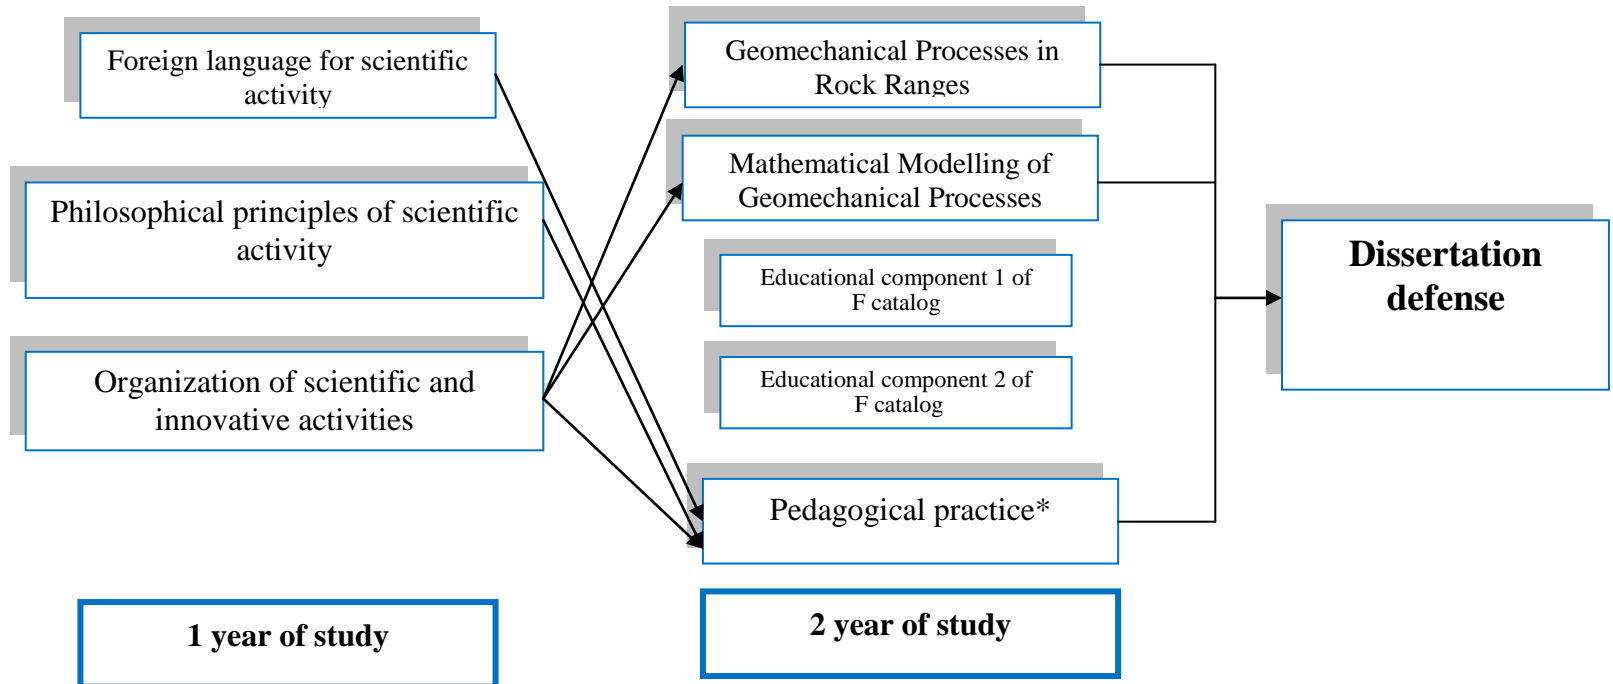 Foreign language for scientific
activity
Philosophical principles of scientific
activity
Organization of scientific and
innovative activities
1 year of study
Geomechanical Processes in
Rock Ranges
Mathematical Modelling of
Geomechanical Processes
Educational component 1 of
F catalog
Educational component 2 of
F catalog
Pedagogical practice*
2 year of study
Dissertation
defense